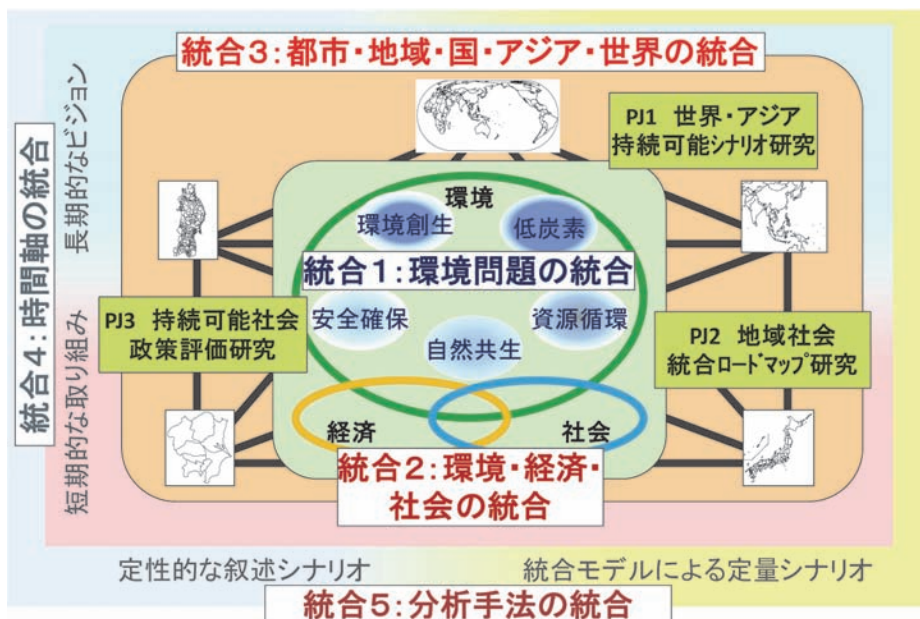 統合3：都市・地域・国・アジア・世界の統合
PJ1 世界・アジア
持続可能シナリオ研究
統合4：時間軸の統合
長期的なビジョン
短期的な取り組み
環境
環境創生
低炭素
統合1：環境問題の統合
安全確保
資源循環
自然共生
PJ3 持続可能社会
政策評価研究
PJ2 地域社会
統合ロードマップ研究
経済
社会
統合2：環境・経済・
社会の統合
定性的な叙述シナリオ
統合モデルによる定量シナリオ
統合5：分析手法の統合